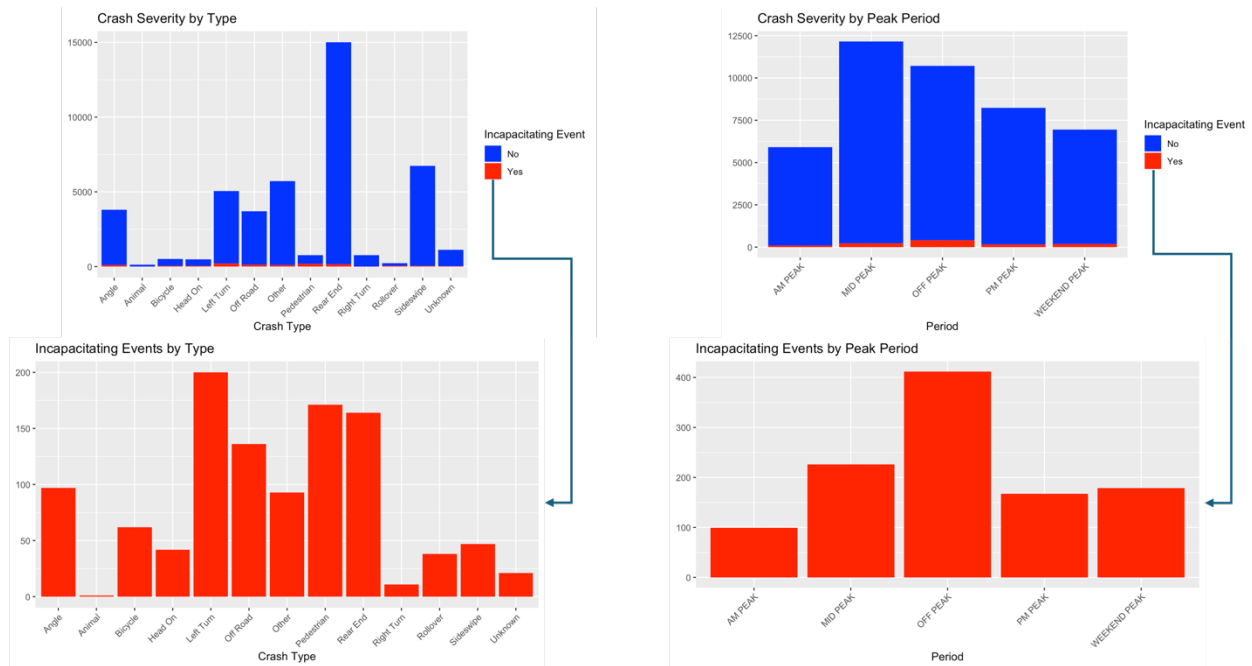 Crash Severity by Type
15000
10000
5000
0
Angle
Animal
Bicycle
Head On
Left Turn
Off Road
Other
Pedestrian
Rear End
Right Turn
Rollover
Sideswipe
Unknown
Crash Type
Incapacitating Event
No
Yes
Crash Severity by Peak Period
12500
10000
7500
5000
2500
0
AM PEAK
MID PEAK
OFF PEAK
PM PEAK
WEEKEND PEAK
Period
Incapacitating Event
No
Yes
Incapacitating Events by Type
200
150
100
50
0
Angle
Animal
Bicycle
Head On
Left Turn
Off Road
Other
Pedestrian
Rear End
Right Turn
Rollover
Sideswipe
Unknown
Crash Type
Incapacitating Events by Peak Period
400
300
200
100
0
AM PEAK
MID PEAK
OFF PEAK
PM PEAK
WEEKEND PEAK
Period